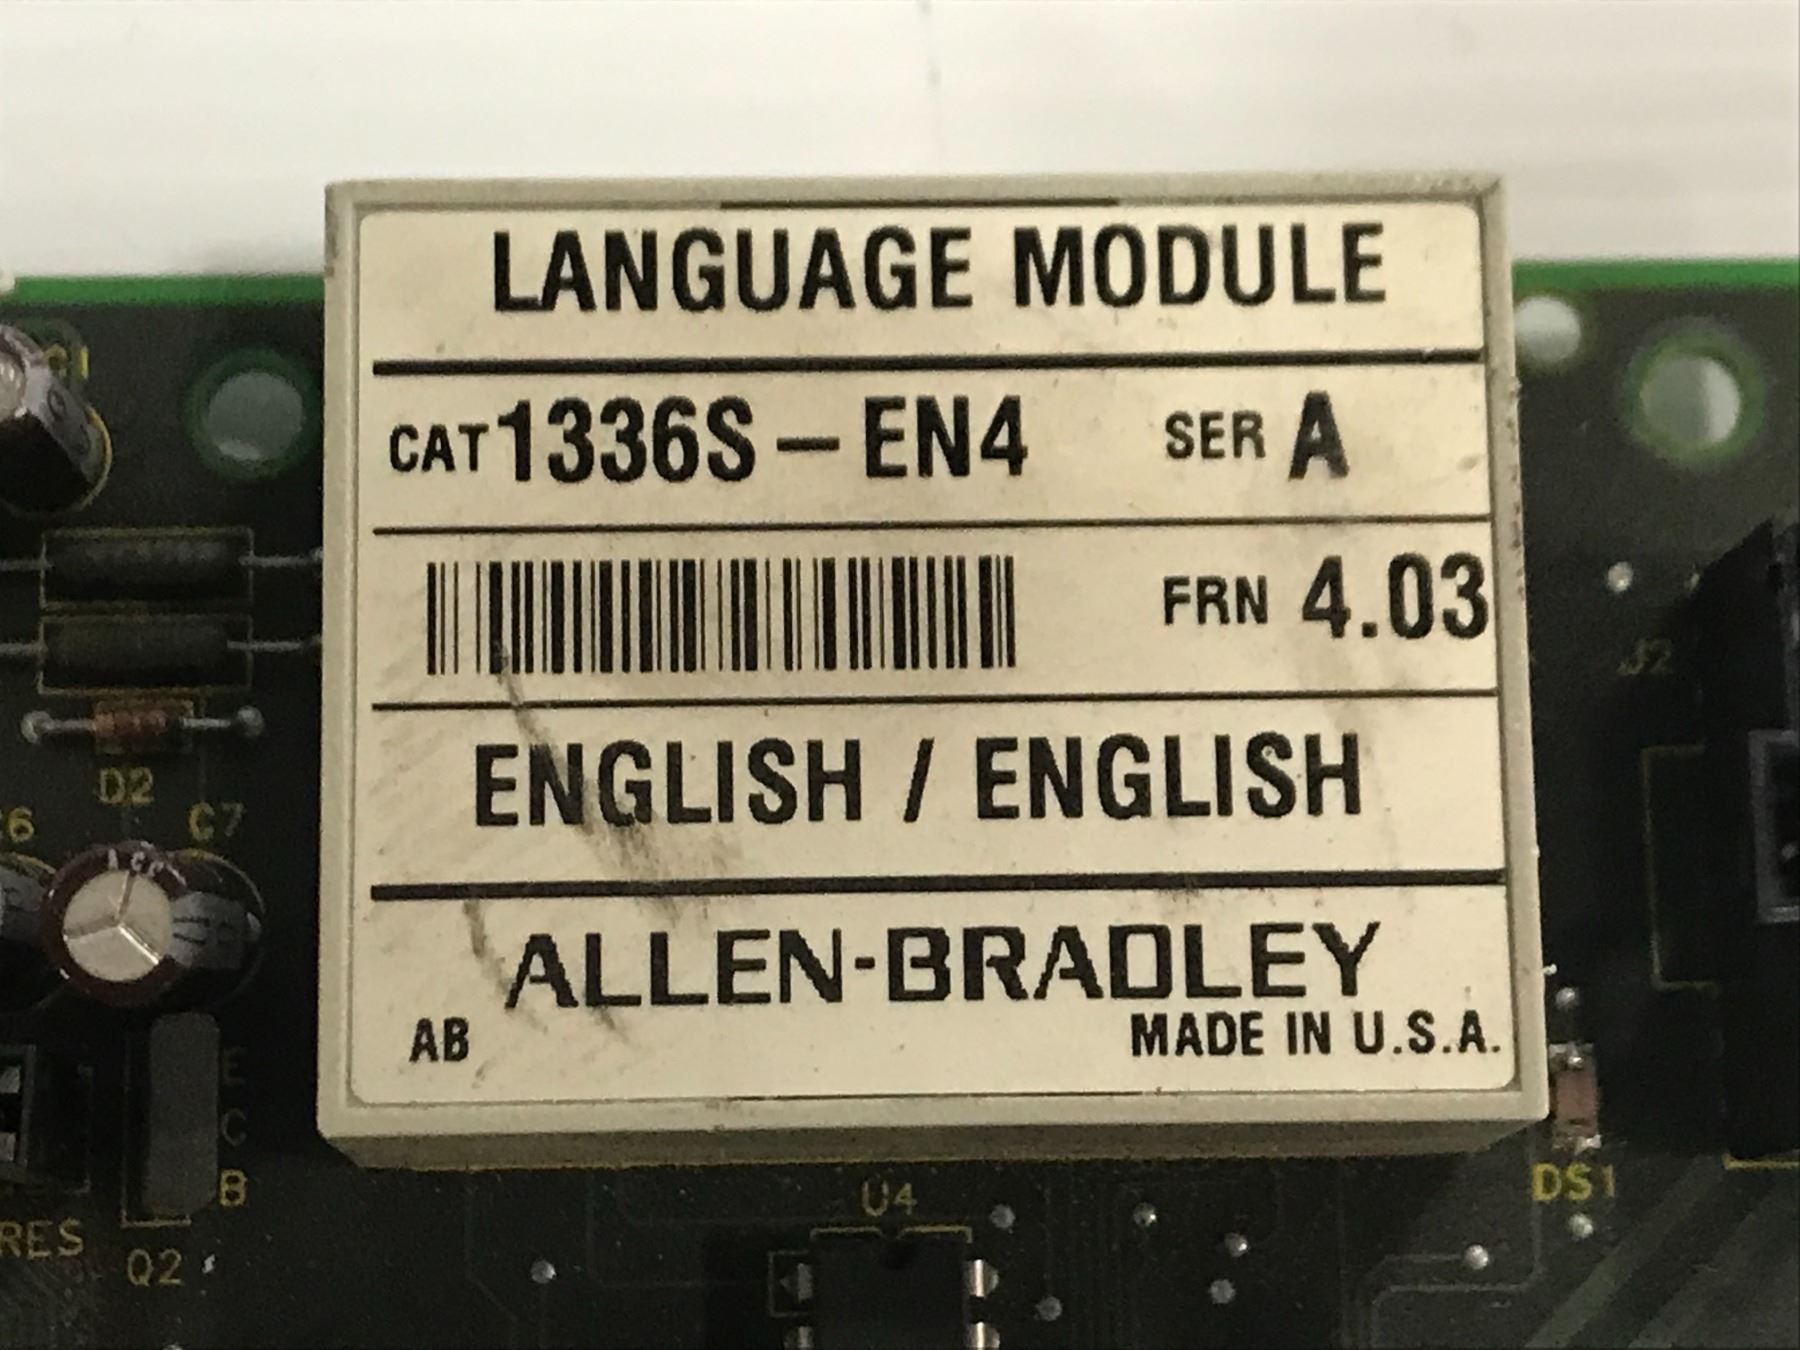 LANGUAGE MODULE
CAT 1336S – EN4 SER A
FRN 4.03
ENGLISH / ENGLISH
ALLEN-BRADLEY
AB MADE IN U.S.A.
C1
J2
D2
C7
E
C
B
DS1
U4
RES
Q2